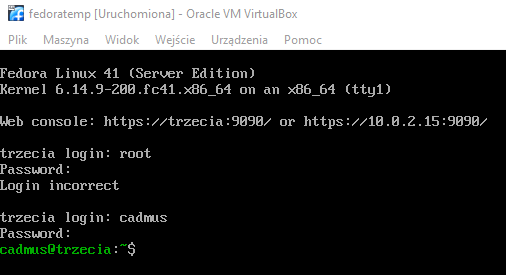 fedoratemp [Uruchomiona] - Oracle VM VirtualBox
Plik Maszyna Widok Wejście Urządzenia Pomoc
Fedora Linux 41 (Server Edition)
Kernel 6.14.9-200.fc41.x86_64 on an x86_64 (tty1)
Web console: https://trzecia:9090/ or https://10.0.2.15:9090/
trzecia login: root
Password:
Login incorrect
trzecia login: cadmus
Password:
cadmus@trzecia:~$